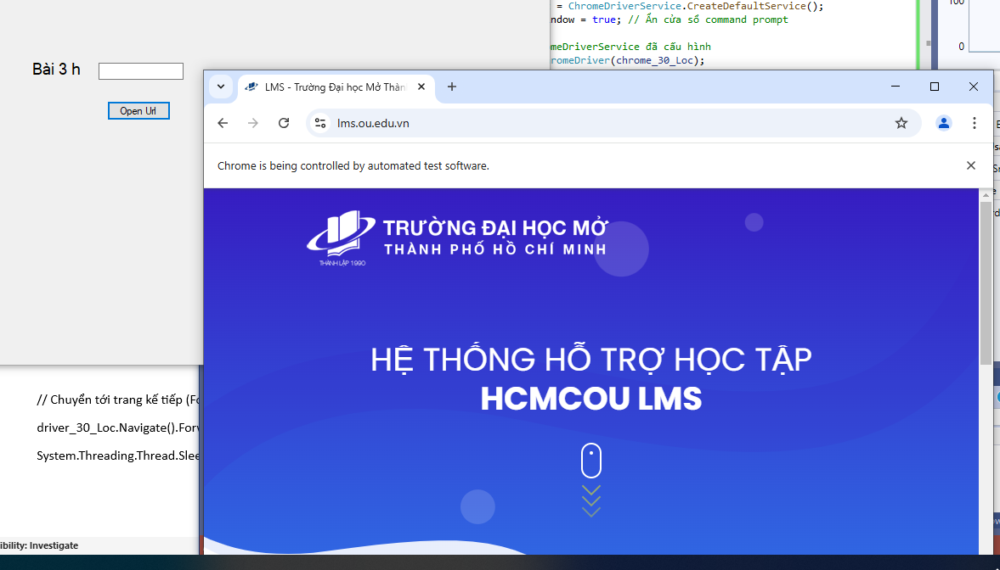 = ChromeDriverService.CreateDefaultService();
ndow = true; // Ẩn cửa sổ command prompt
meDriverService đã cấu hình
romeDriver(chrome_30_Loc);
100
0
Bài 3 h
Open Url
LMS - Trường Đại học Mở Thàn
lms.ou.edu.vn
Chrome is being controlled by automated test software.
TRƯỜNG ĐẠI HỌC MỞ
THÀNH PHỐ HỒ CHÍ MINH
THÀNH LẬP 1990
HỆ THỐNG HỖ TRỢ HỌC TẬP
HCMCOU LMS
// Chuyển tới trang kế tiếp (Fo
driver_30_Loc.Navigate().Forw
System.Threading.Thread.Slee
ibility: Investigate